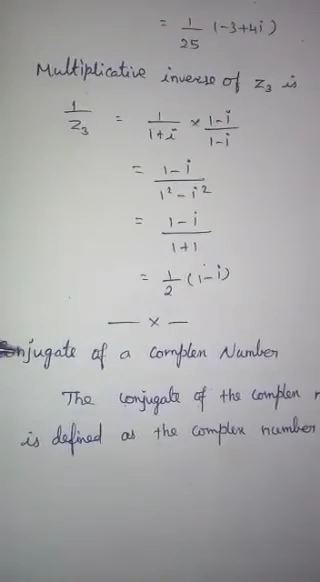 = 1/25 (-3+4i)
Multiplicative inverse of z₃ is
1/Z₃ = 1/1+i × 1-i/1-i
= 1-i/1²-i²
= 1-i/1+1
= 1/2 (1-i)
— × —
njugate of a Complex Number
The conjugate of the complex
is defined as the complex number